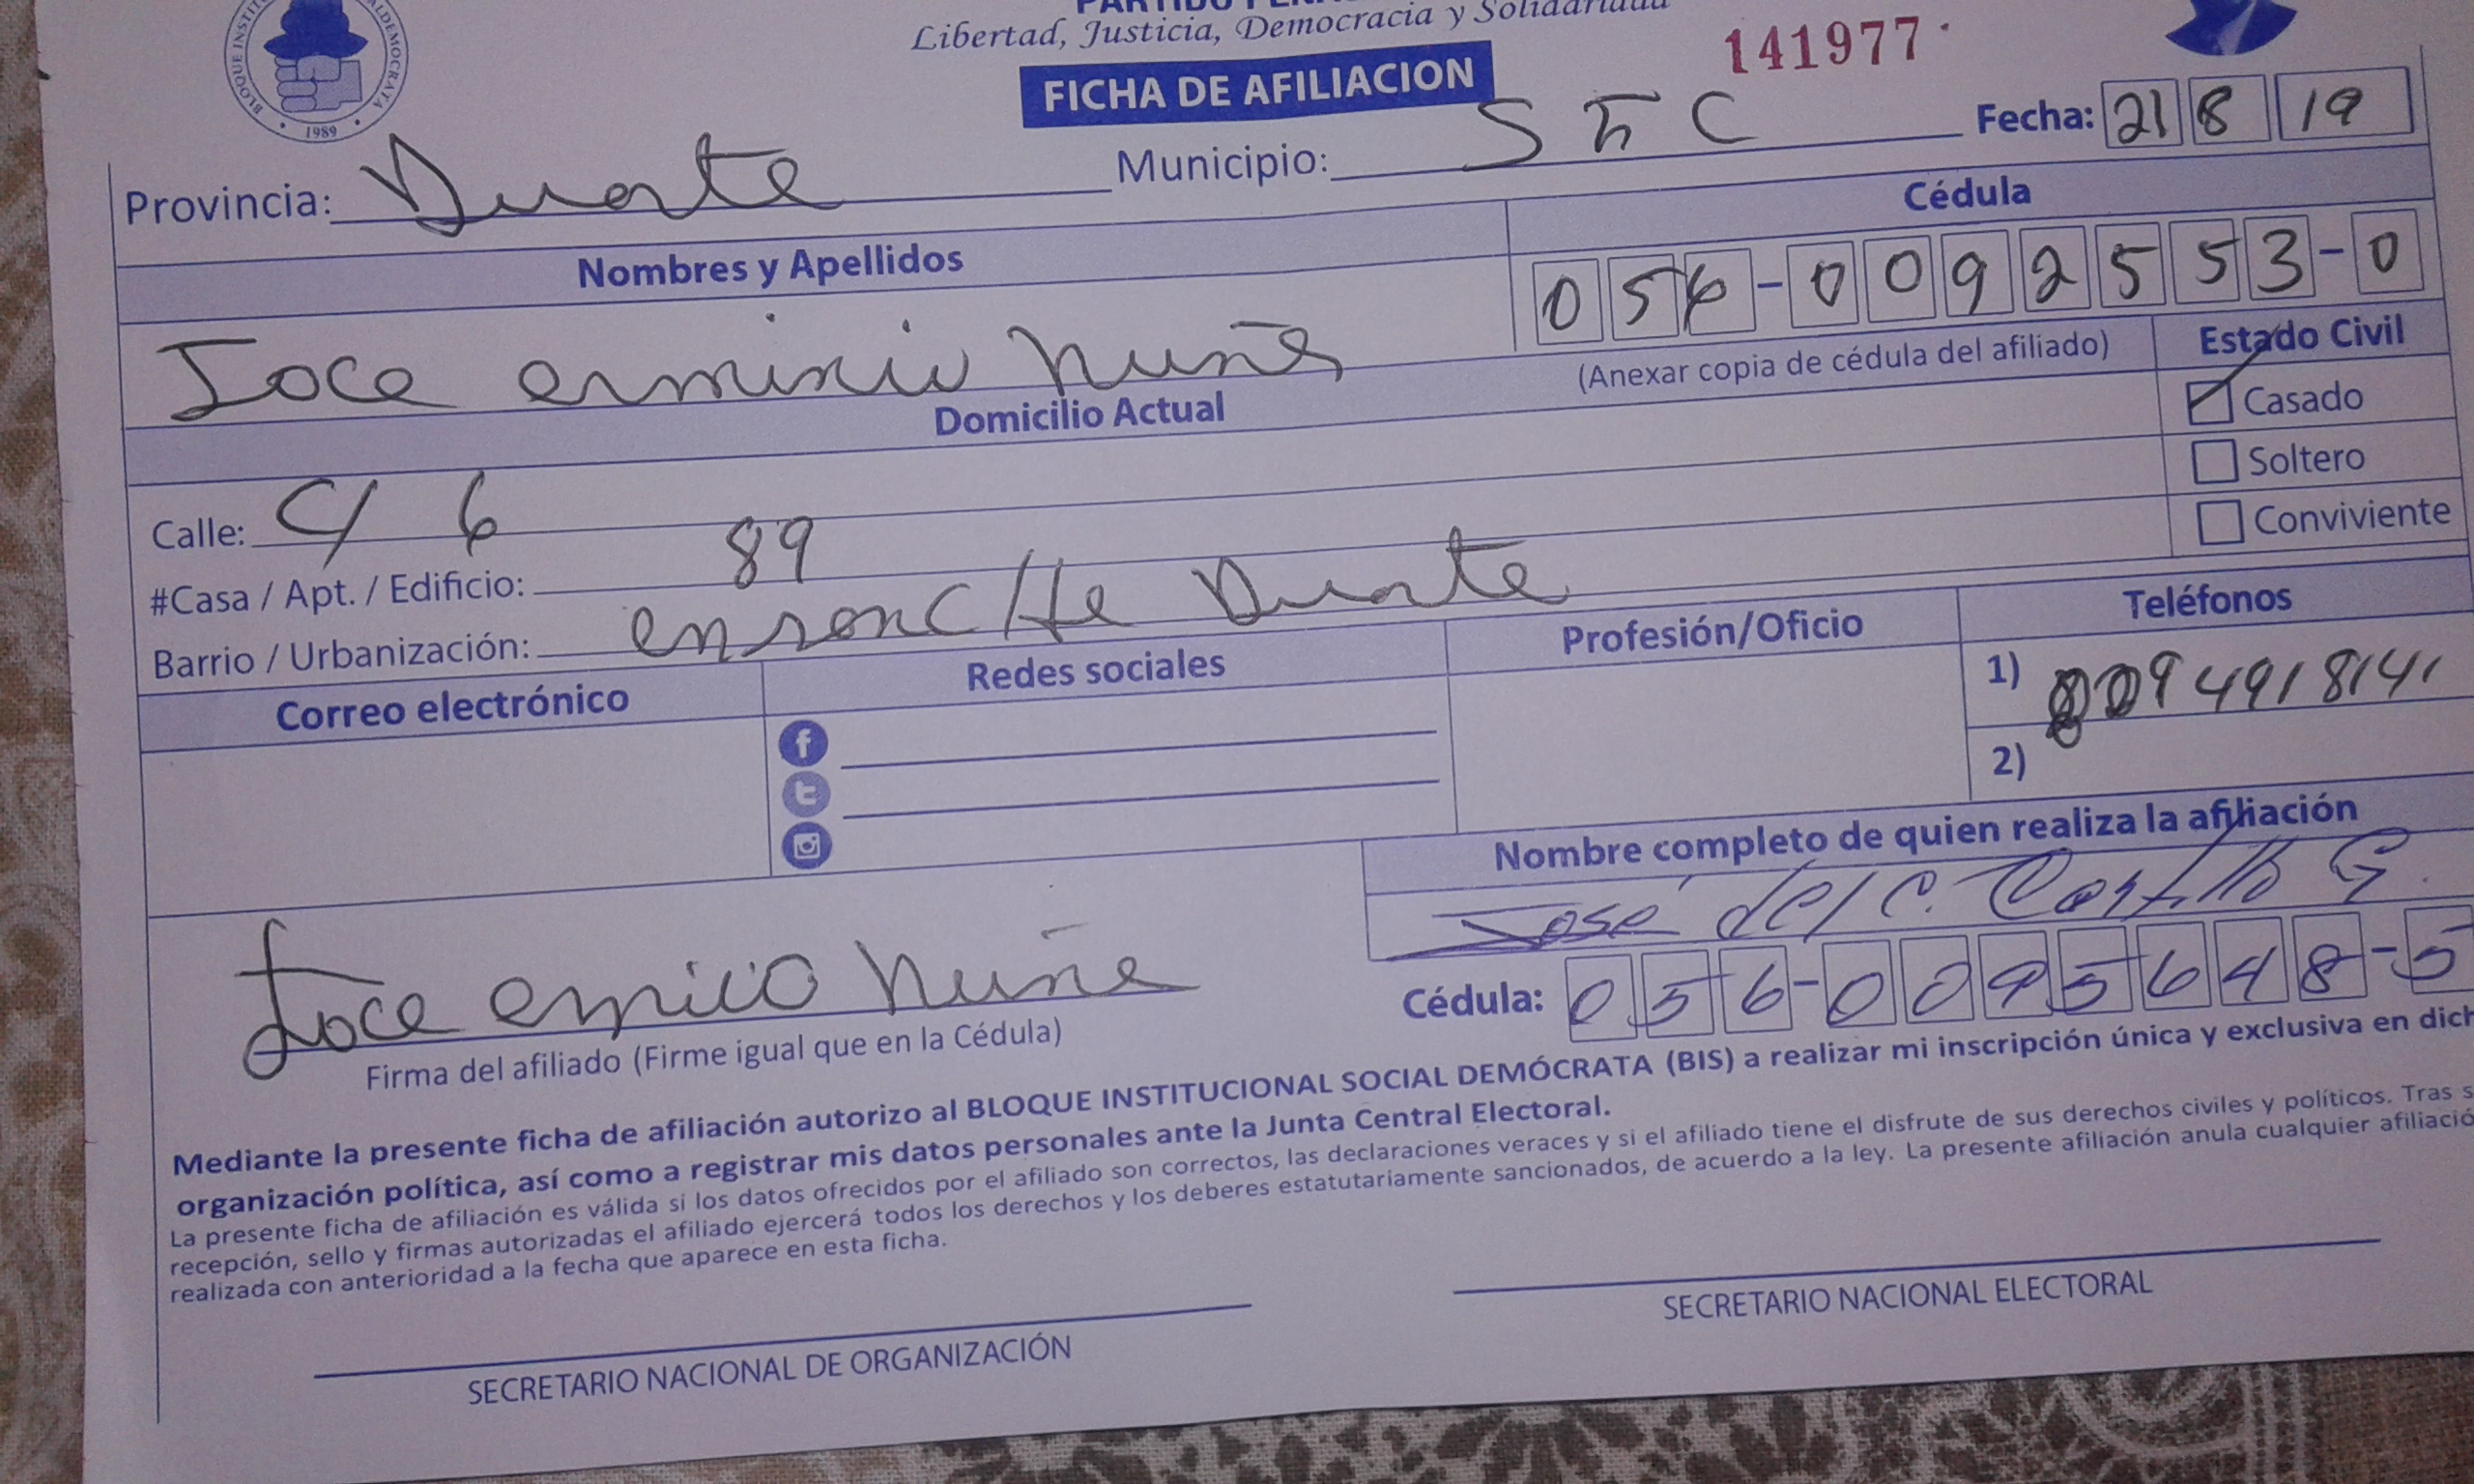 Libertad, Justicia, Democracia y Solidaridad
141977
FICHA DE AFILIACION
Provincia: Duarte Municipio: S F C Fecha: 21 8 19
Nombres y Apellidos Cédula
Joce erminio Nuñe 056-0092553-0
(Anexar copia de cédula del afiliado) Estado Civil
Domicilio Actual
Casado
Calle: C/ 6 Soltero
#Casa / Apt. / Edificio: 89 Conviviente
Barrio / Urbanización: ensenche Duarte
Correo electrónico Redes sociales Profesión/Oficio Teléfonos
1) 8094918141
2)
Nombre completo de quien realiza la afiliación
José del C. Castillo G.
Joce emico Nuñe
Cédula: 056-0095648-5
Firma del afiliado (Firme igual que en la Cédula)
Mediante la presente ficha de afiliación autorizo al BLOQUE INSTITUCIONAL SOCIAL DEMÓCRATA (BIS) a realizar mi inscripción única y exclusiva en dich
organización política, así como a registrar mis datos personales ante la Junta Central Electoral.
La presente ficha de afiliación es válida si los datos ofrecidos por el afiliado son correctos, las declaraciones veraces y si el afiliado tiene el disfrute de sus derechos civiles y políticos. Tras s
recepción, sello y firmas autorizadas el afiliado ejercerá todos los derechos y los deberes estatutariamente sancionados, de acuerdo a la ley. La presente afiliación anula cualquier afiliació
realizada con anterioridad a la fecha que aparece en esta ficha.
SECRETARIO NACIONAL DE ORGANIZACIÓN
SECRETARIO NACIONAL ELECTORAL